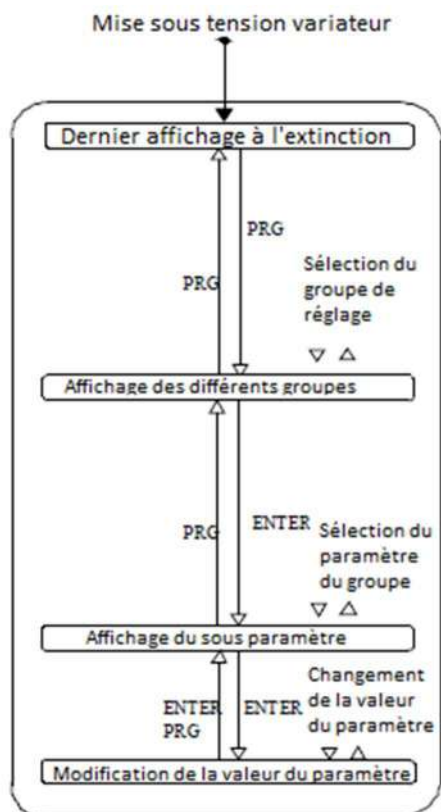 Mise sous tension variateur
Dernier affichage à l'extinction
PRG
PRG
Sélection du
groupe de
réglage
Affichage des différents groupes
PRG
ENTER
Sélection du
paramètre
du groupe
Affichage du sous paramètre
ENTER
PRG
ENTER
Changement
de la valeur
du paramètre
Modification de la valeur du paramètre